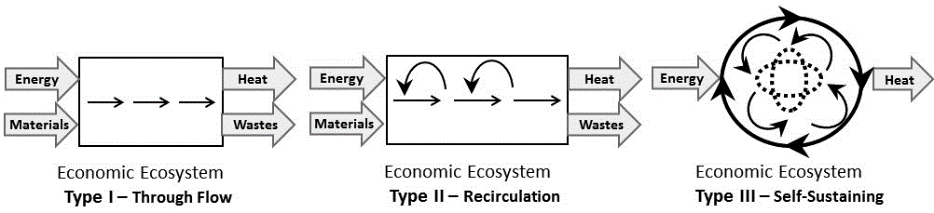 Energy
Materials
Heat
Wastes
Economic Ecosystem
Type I – Through Flow
Energy
Materials
Heat
Wastes
Economic Ecosystem
Type II – Recirculation
Energy
Heat
Economic Ecosystem
Type III – Self-Sustaining